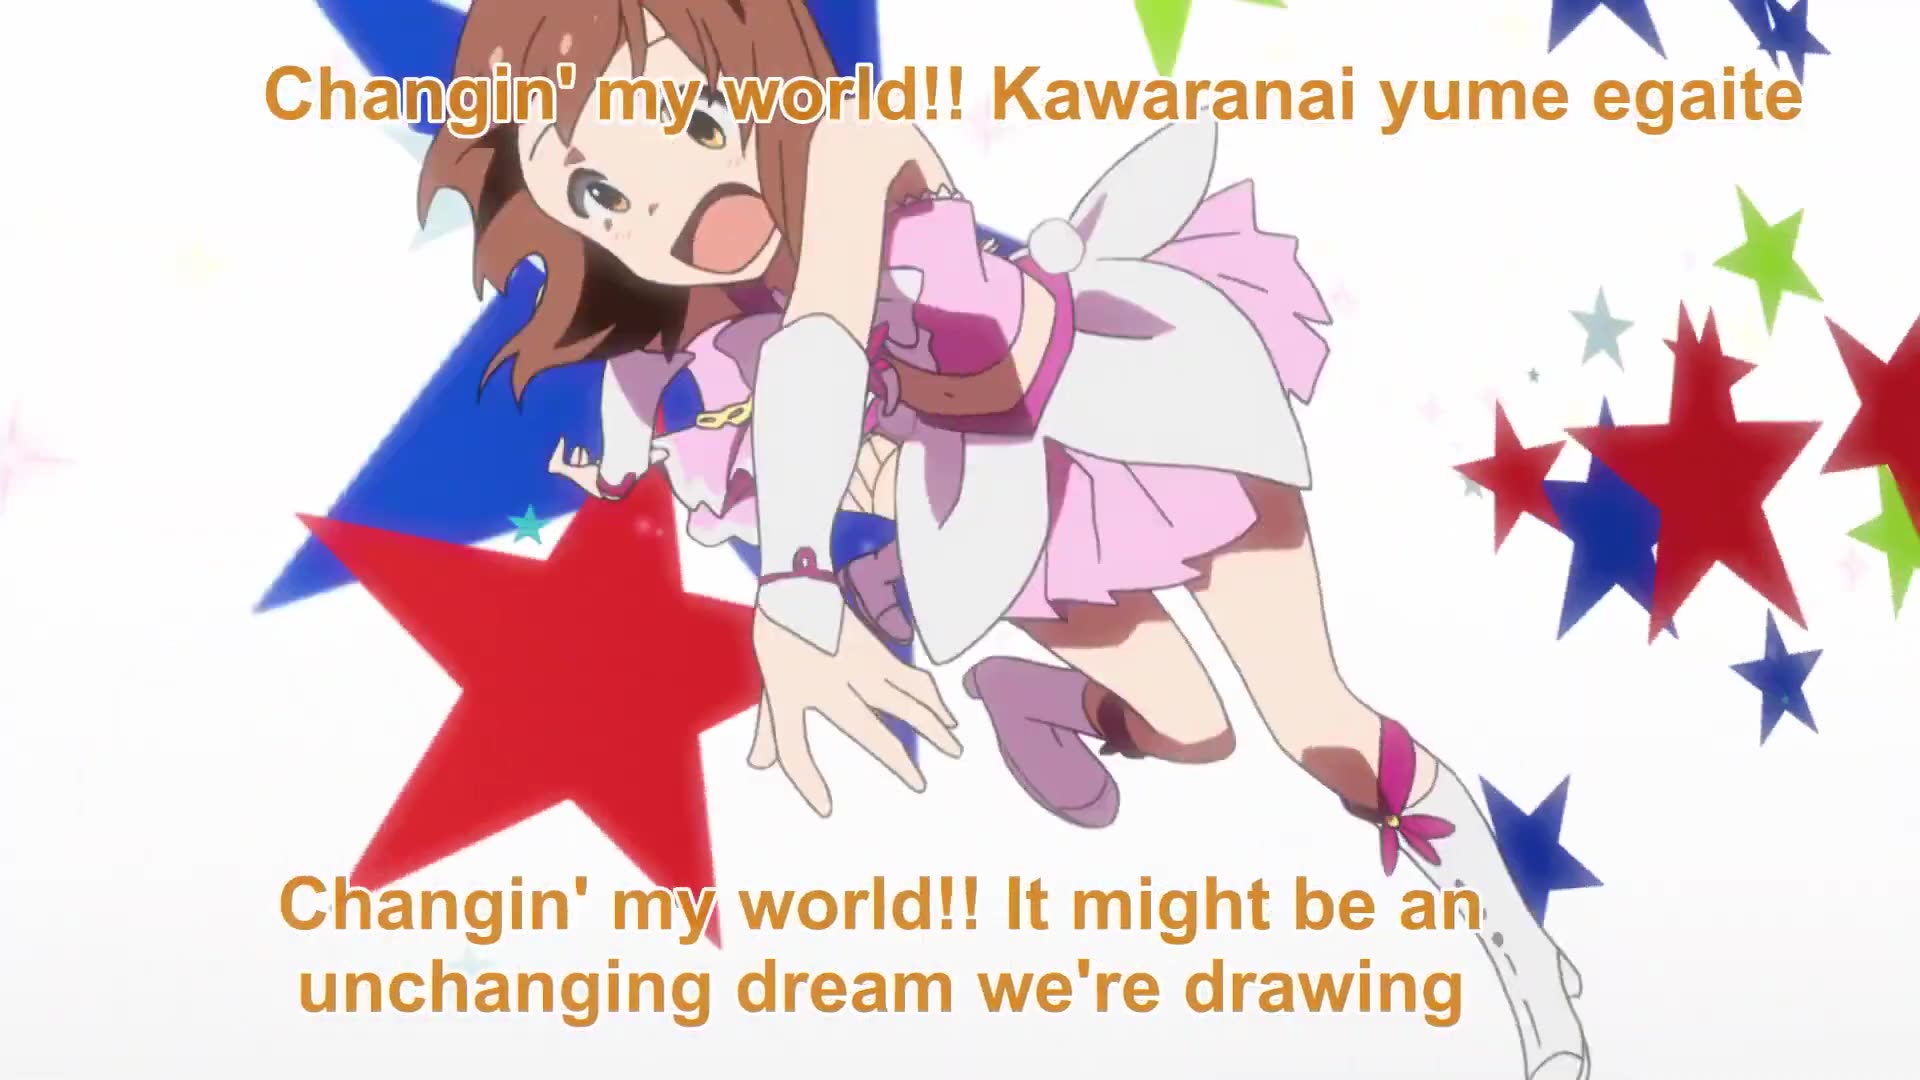 Changin' my world!! Kawaranai yume egaite
Changin' my world!! It might be an
unchanging dream we're drawing